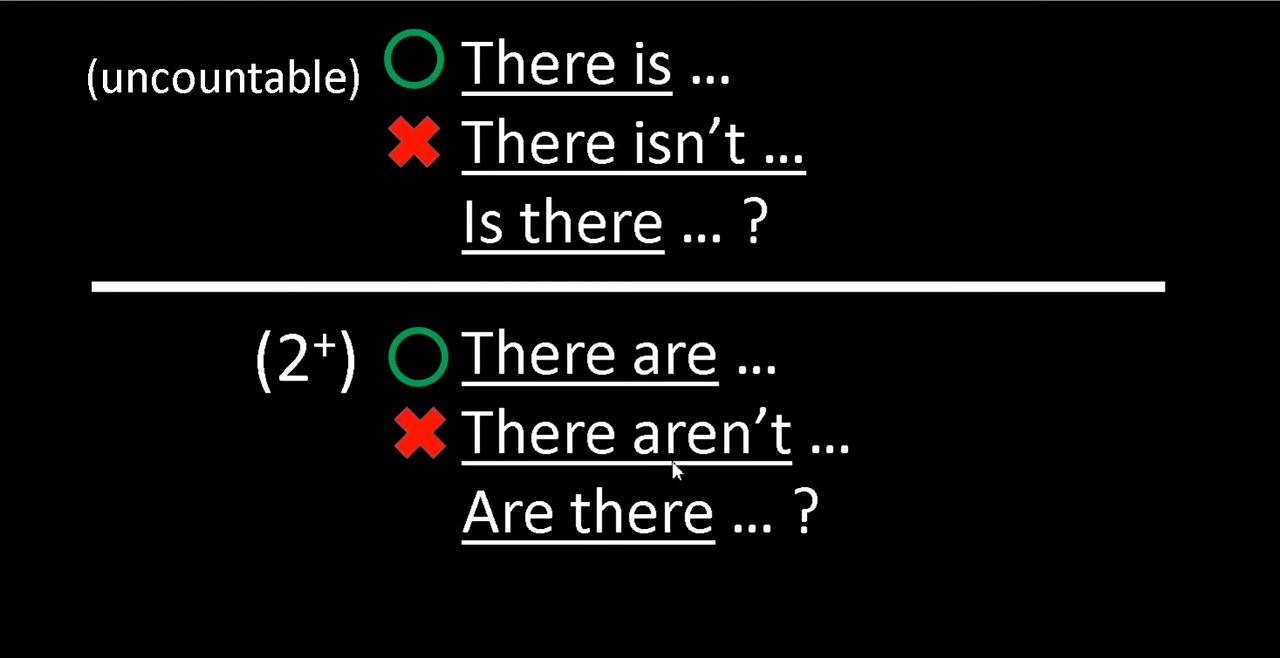 (uncountable) There is ...
There isn’t ...
Is there ... ?
(2⁺) There are ...
There aren’t ...
Are there ... ?